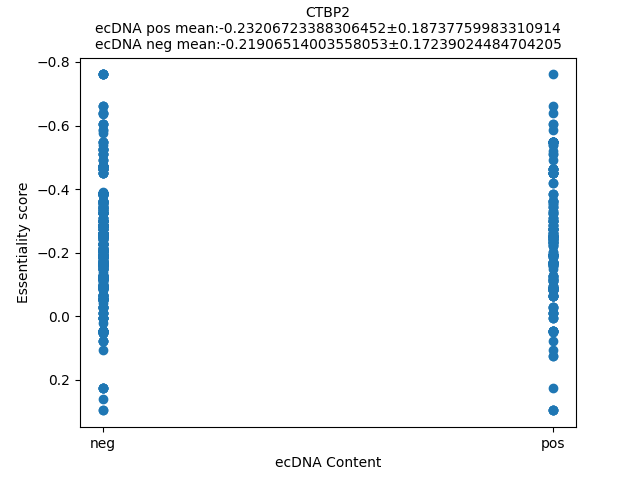 CTBP2
ecDNA pos mean:-0.23206723388306452±0.18737759983310914
ecDNA neg mean:-0.21906514003558053±0.17239024484704205
−0.8
−0.6
−0.4
−0.2
0.0
0.2
Essentiality score
neg
pos
ecDNA Content